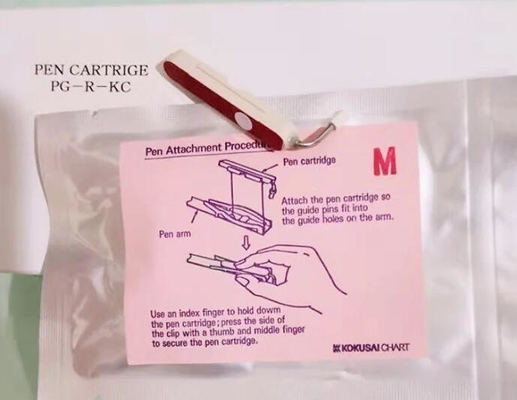 PEN CARTRIGE
PG-R-KC
Pen Attachment Procedure
Pen cartridge
M
Attach the pen cartridge so
the guide pins fit into
the guide holes on the arm.
Pen arm
Use an index finger to hold dowm
the pen cartridge; press the side of
the clip with a thumb and middle finger
to secure the pen cartridge.
KOKUSAI CHART